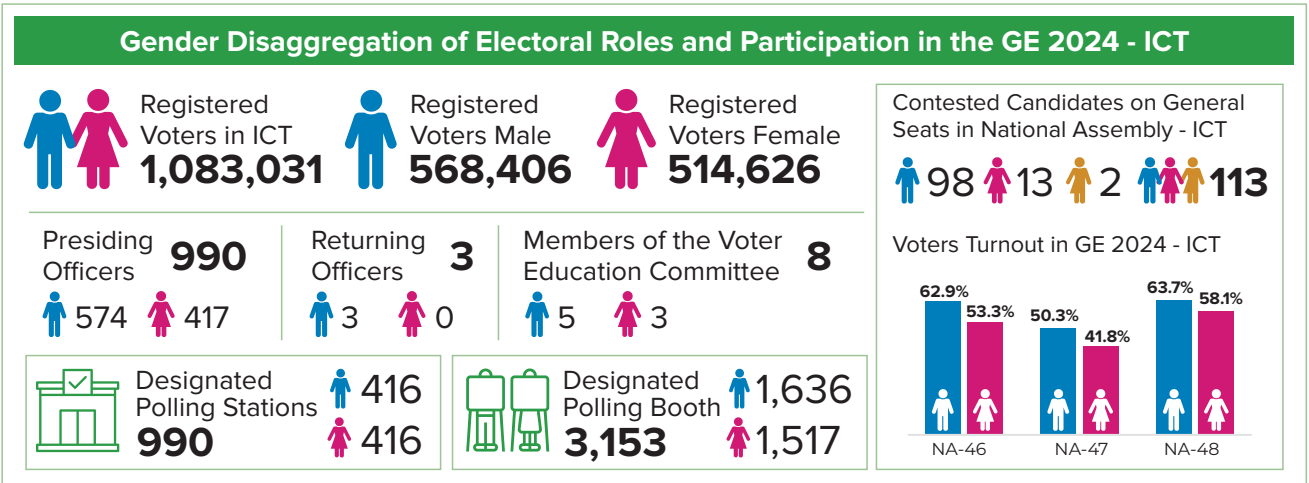 Gender Disaggregation of Electoral Roles and Participation in the GE 2024 - ICT
Registered
Voters in ICT
1,083,031
Registered
Voters Male
568,406
Registered
Voters Female
514,626
Presiding
Officers
990
574
417
Returning
Officers
3
3
0
Members of the Voter
Education Committee
8
5
3
Designated
Polling Stations
990
416
416
Designated
Polling Booth
3,153
1,636
1,517
Contested Candidates on General
Seats in National Assembly - ICT
98 13 2 113
Voters Turnout in GE 2024 - ICT
62.9% 53.3% 50.3% 41.8% 63.7% 58.1%
NA-46 NA-47 NA-48